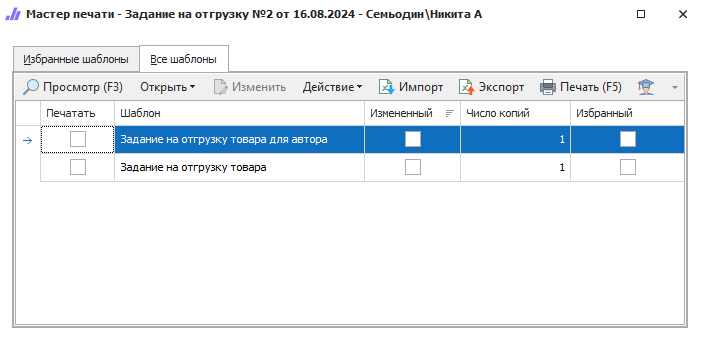 Мастер печати - Задание на отгрузку №2 от 16.08.2024 - Семьодин\Никита А
Избранные шаблоны Все шаблоны
Просмотр (F3) Открыть Изменить Действие Импорт Экспорт Печать (F5)
Печатать Шаблон Измененный Число копий Избранный
Задание на отгрузку товара для автора 1
Задание на отгрузку товара 1